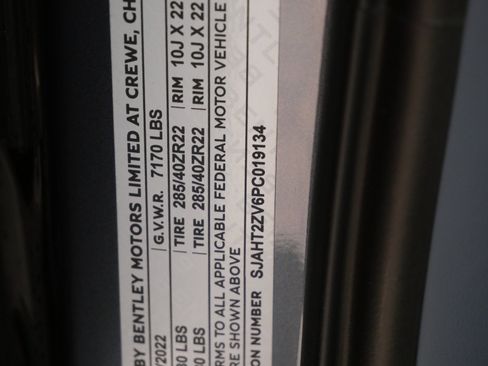 BY BENTLEY MOTORS LIMITED AT CREWE, CH
/2022 G.V.W.R. 7170 LBS
30 LBS TIRE 285/40ZR22 RIM 10J X 22
0 LBS TIRE 285/40ZR22 RIM 10J X 22
RMS TO ALL APPLICABLE FEDERAL MOTOR VEHICLE
RE SHOWN ABOVE
ON NUMBER SJAHT2ZV6PC019134